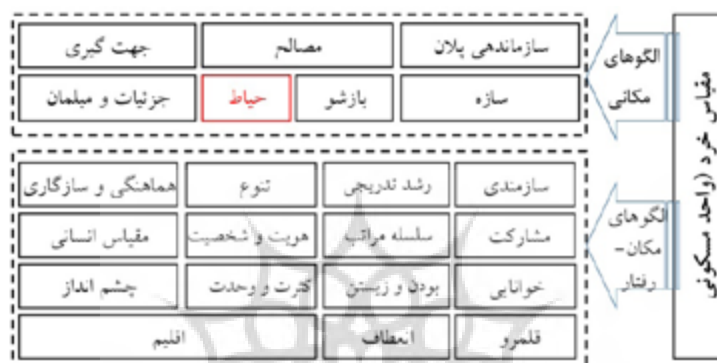 مقیاس خرد (واحد مسکونی
الگوهای
مکانی
سازماندهی پلان
مصالح
جهت گیری
سازه
بازشو
حیاط
جزئیات و مبلمان
الگوهای
مکان-
رفتار
سازمندی
رشد تدریجی
تنوع
هماهنگی و سازگاری
مشارکت
سلسله مراتب
هویت و شخصیت
مقیاس انسانی
خوانایی
بودن و زیستن
کثرت و وحدت
چشم انداز
قلمرو
انعطاف
اقلیم